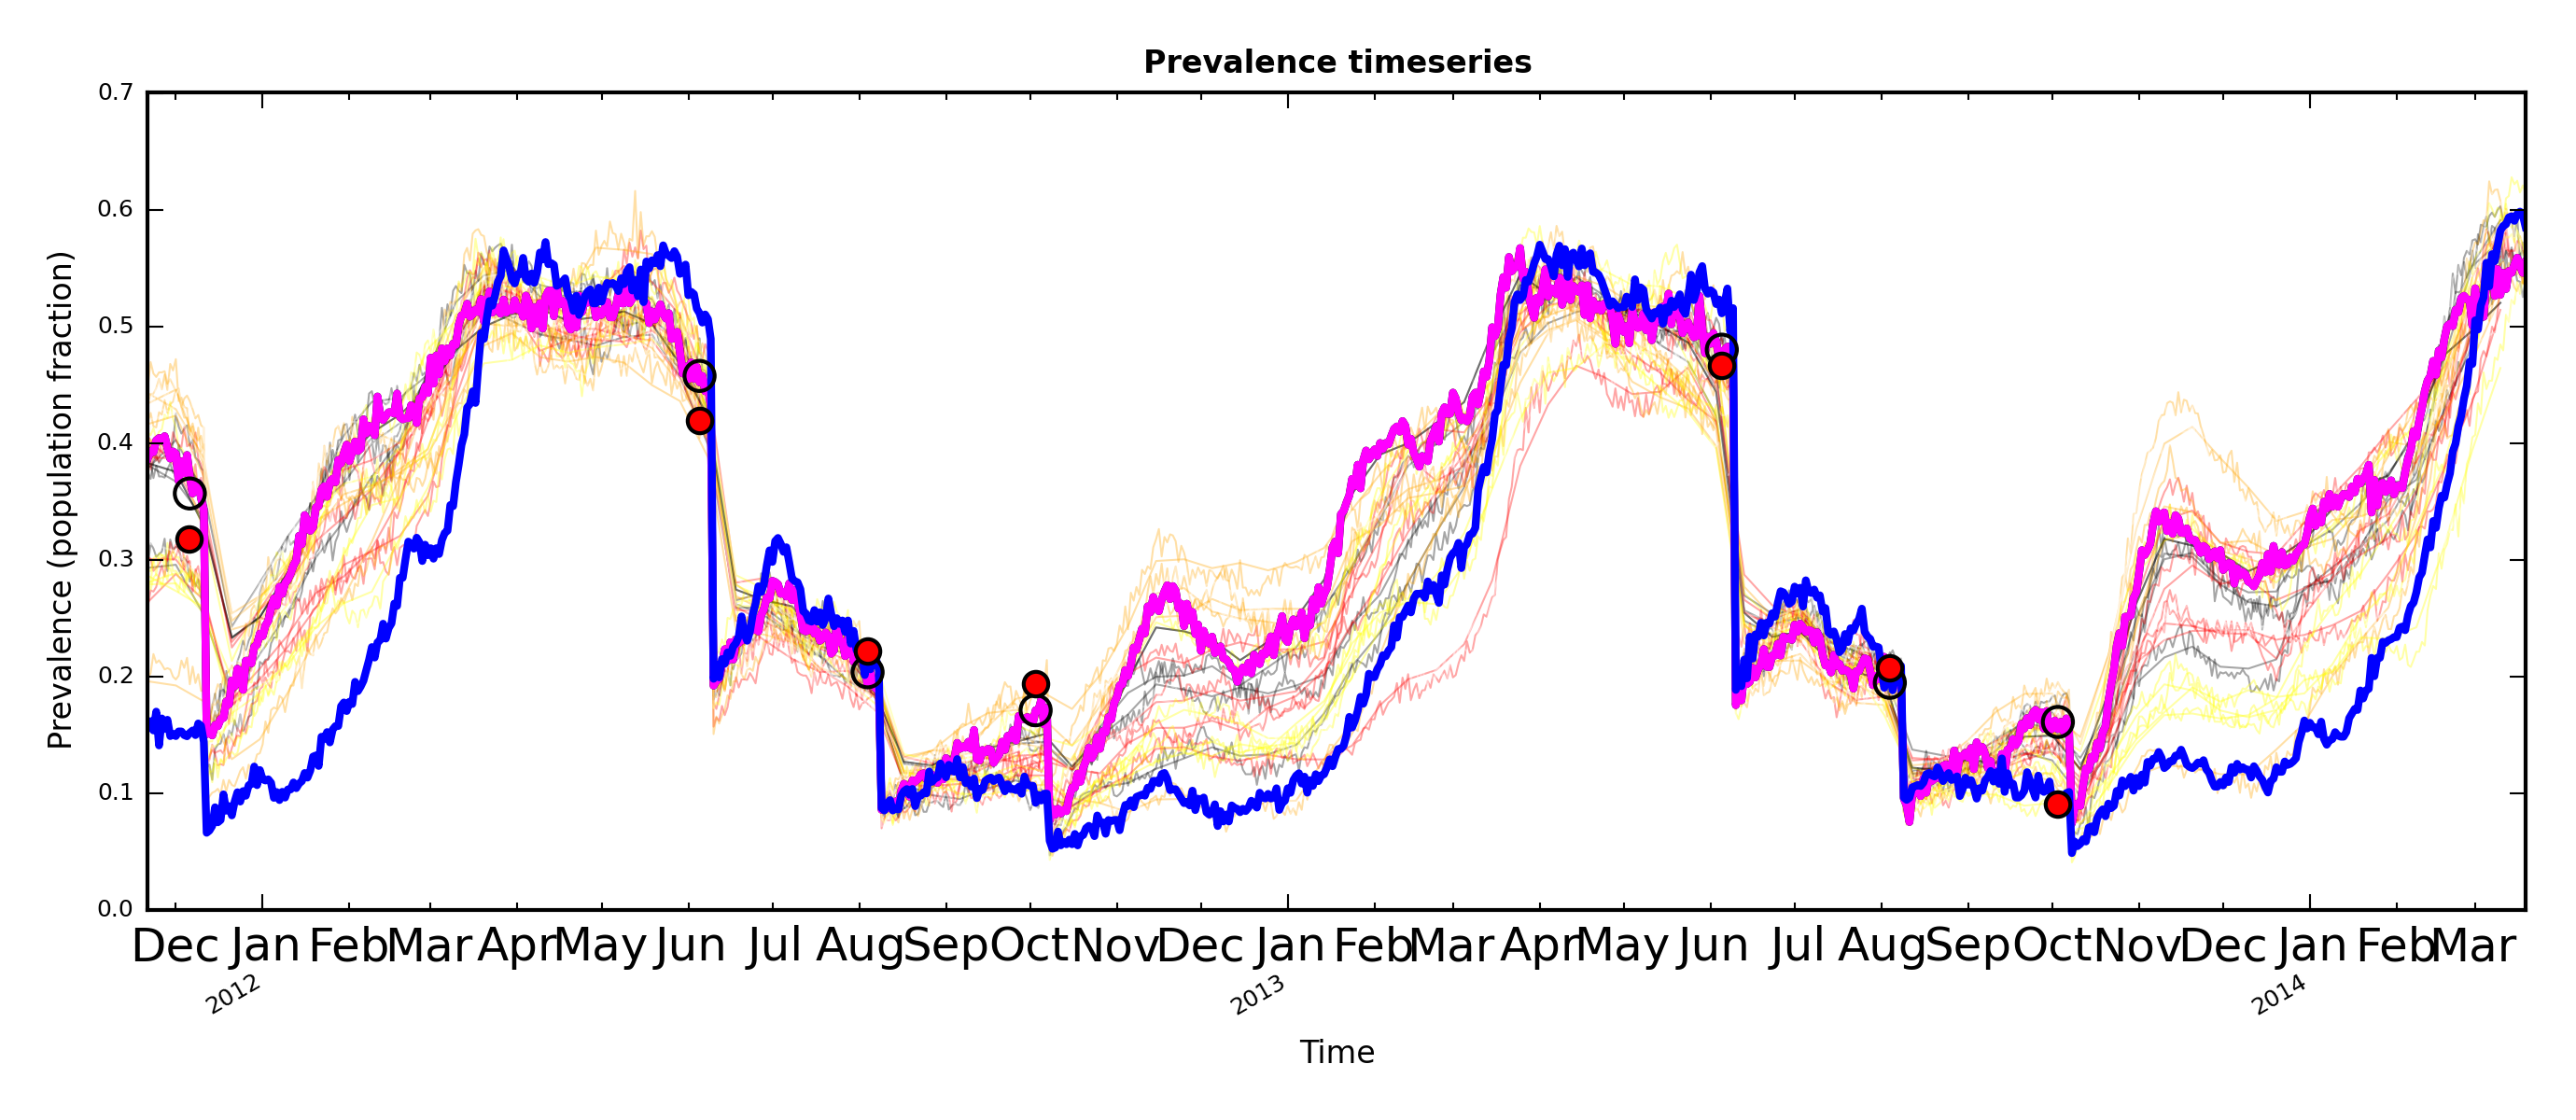 Prevalence timeseries
Prevalence (population fraction)
0.7
0.6
0.5
0.4
0.3
0.2
0.1
0.0
Dec Jan Feb Mar Apr May Jun Jul Aug Sep Oct Nov Dec Jan Feb Mar Apr May Jun Jul Aug Sep Oct Nov Dec Jan Feb Mar
2012 2013 2014
Time